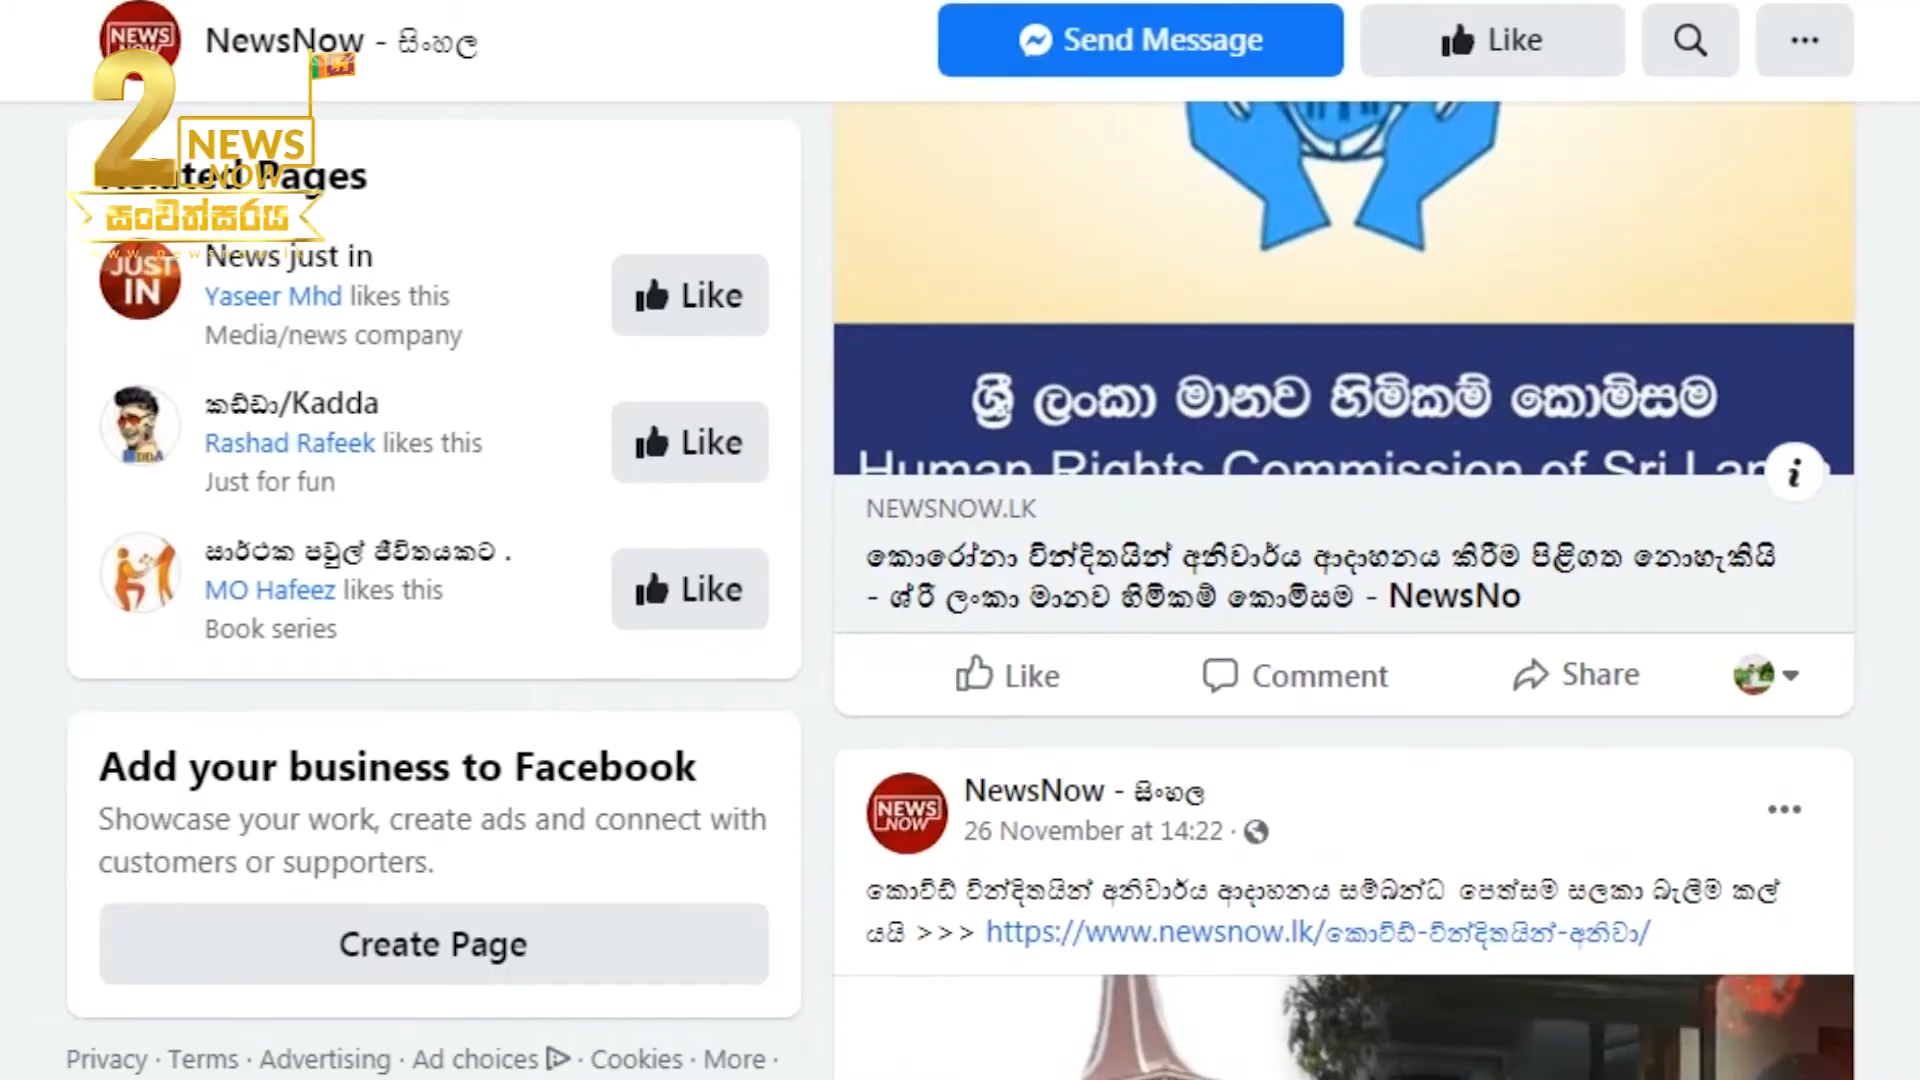 NEWS
NOW
NewsNow - සිංහල
Send Message
Like
2
NEWS
NOW
සංවත්සරය
Pages
JUST
IN
News just in
Yaseer Mhd likes this
Media/news company
Like
කඩ්ඩා/Kadda
Rashad Rafeek likes this
Just for fun
Like
සාර්ථක පවුල් ජීවිතයකට .
MO Hafeez likes this
Book series
Like
Add your business to Facebook
Showcase your work, create ads and connect with
customers or supporters.
Create Page
Privacy · Terms · Advertising · Ad choices · Cookies · More ·
ශ්‍රී ලංකා මානව හිමිකම් කොමිසම
Human Rights Commission of Sri Lan
NEWSNOW.LK
කොරෝනා වින්දිතයින් අනිවාර්ය ආදාහනය කිරීම පිළිගත නොහැකියි
- ශ්රී ලංකා මානව හිමිකම් කොමිසම - NewsNo
Like
Comment
Share
NEWS
NOW
NewsNow - සිංහල
26 November at 14:22 ·
කොවිඩ් වින්දිතයින් අනිවාර්ය ආදාහනය සම්බන්ධ පෙත්සම සලකා බැලීම කල්
යයි >>> https://www.newsnow.lk/කොවිඩ්-වින්දිතයින්-අනිවා/